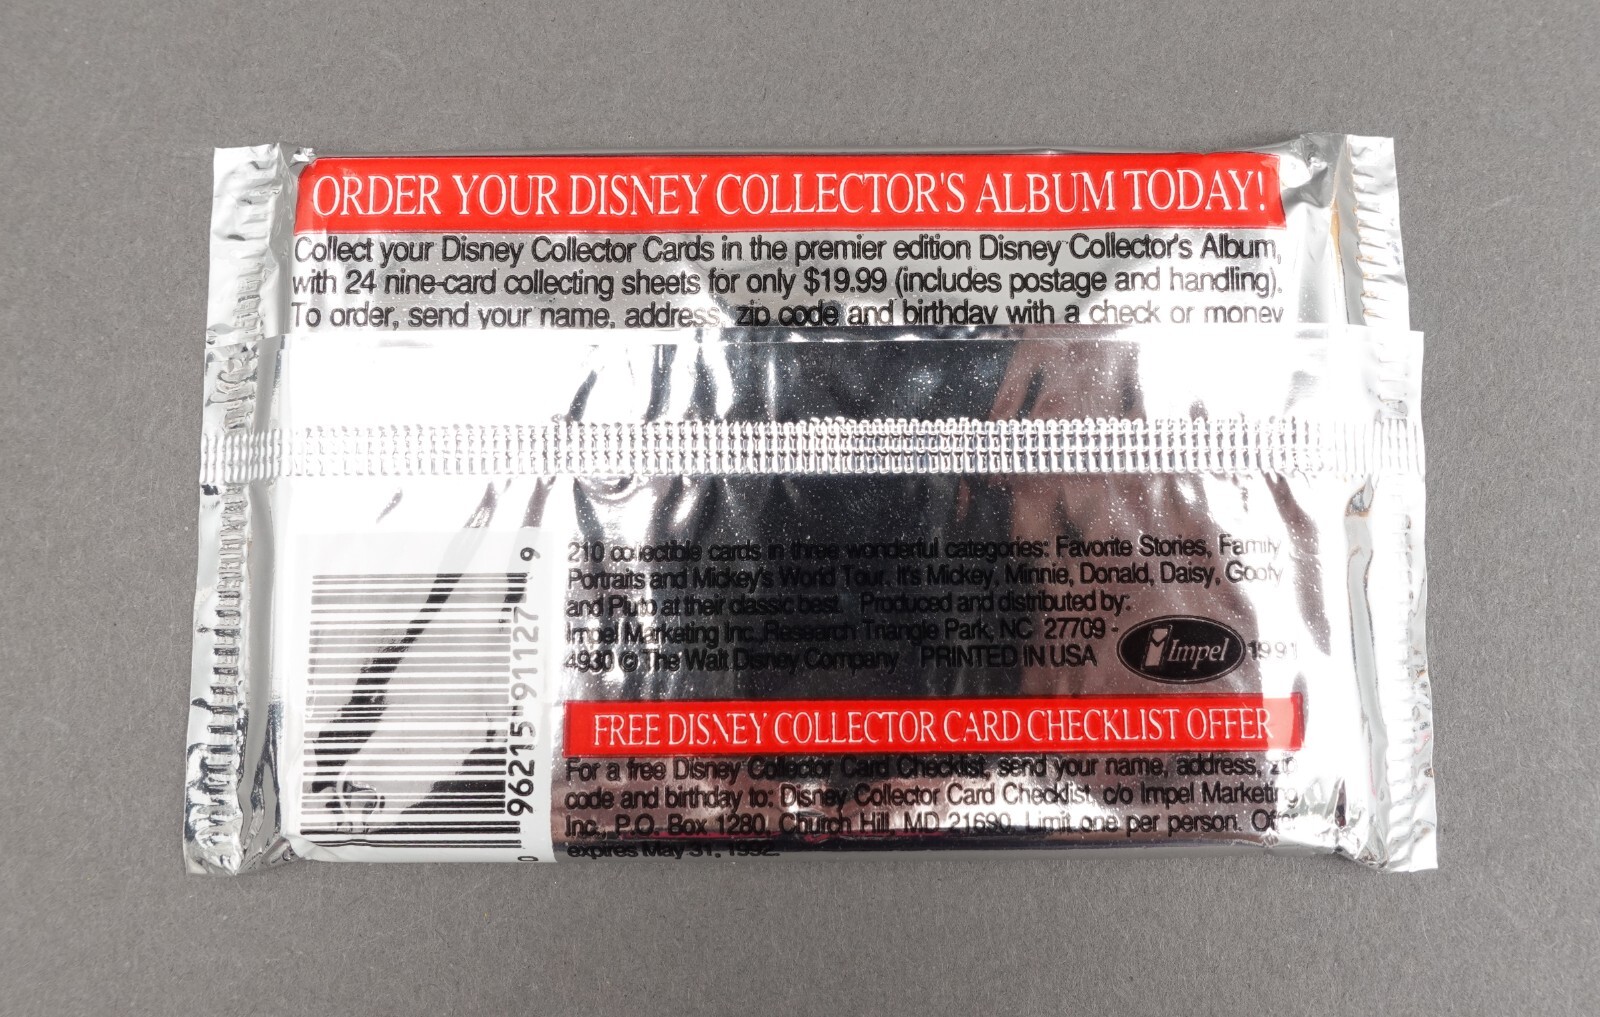 ORDER YOUR DISNEY COLLECTOR'S ALBUM TODAY!
Collect your Disney Collector Cards in the premier edition Disney Collector's Album,
with 24 nine-card collecting sheets for only $19.99 (includes postage and handling).
To order, send your name, address, zip code and birthday with a check or money
210 collectible cards in three wonderful categories: Favorite Stories, Family
Portraits and Mickey's World Tour. It's Mickey, Minnie, Donald, Daisy, Goofy
and Pluto at their classic best. Produced and distributed by:
Impel Marketing Inc. Research Triangle Park, NC 27709 -
4930 © The Walt Disney Company PRINTED IN USA
Impel 1991
FREE DISNEY COLLECTOR CARD CHECKLIST OFFER
For a free Disney Collector Card Checklist, send your name, address, zip
code and birthday to: Disney Collector Card Checklist, c/o Impel Marketing
Inc., P.O. Box 1280, Church Hill, MD 21690. Limit one per person. Offer
expires May 31, 1992.
0 96215 91127 9